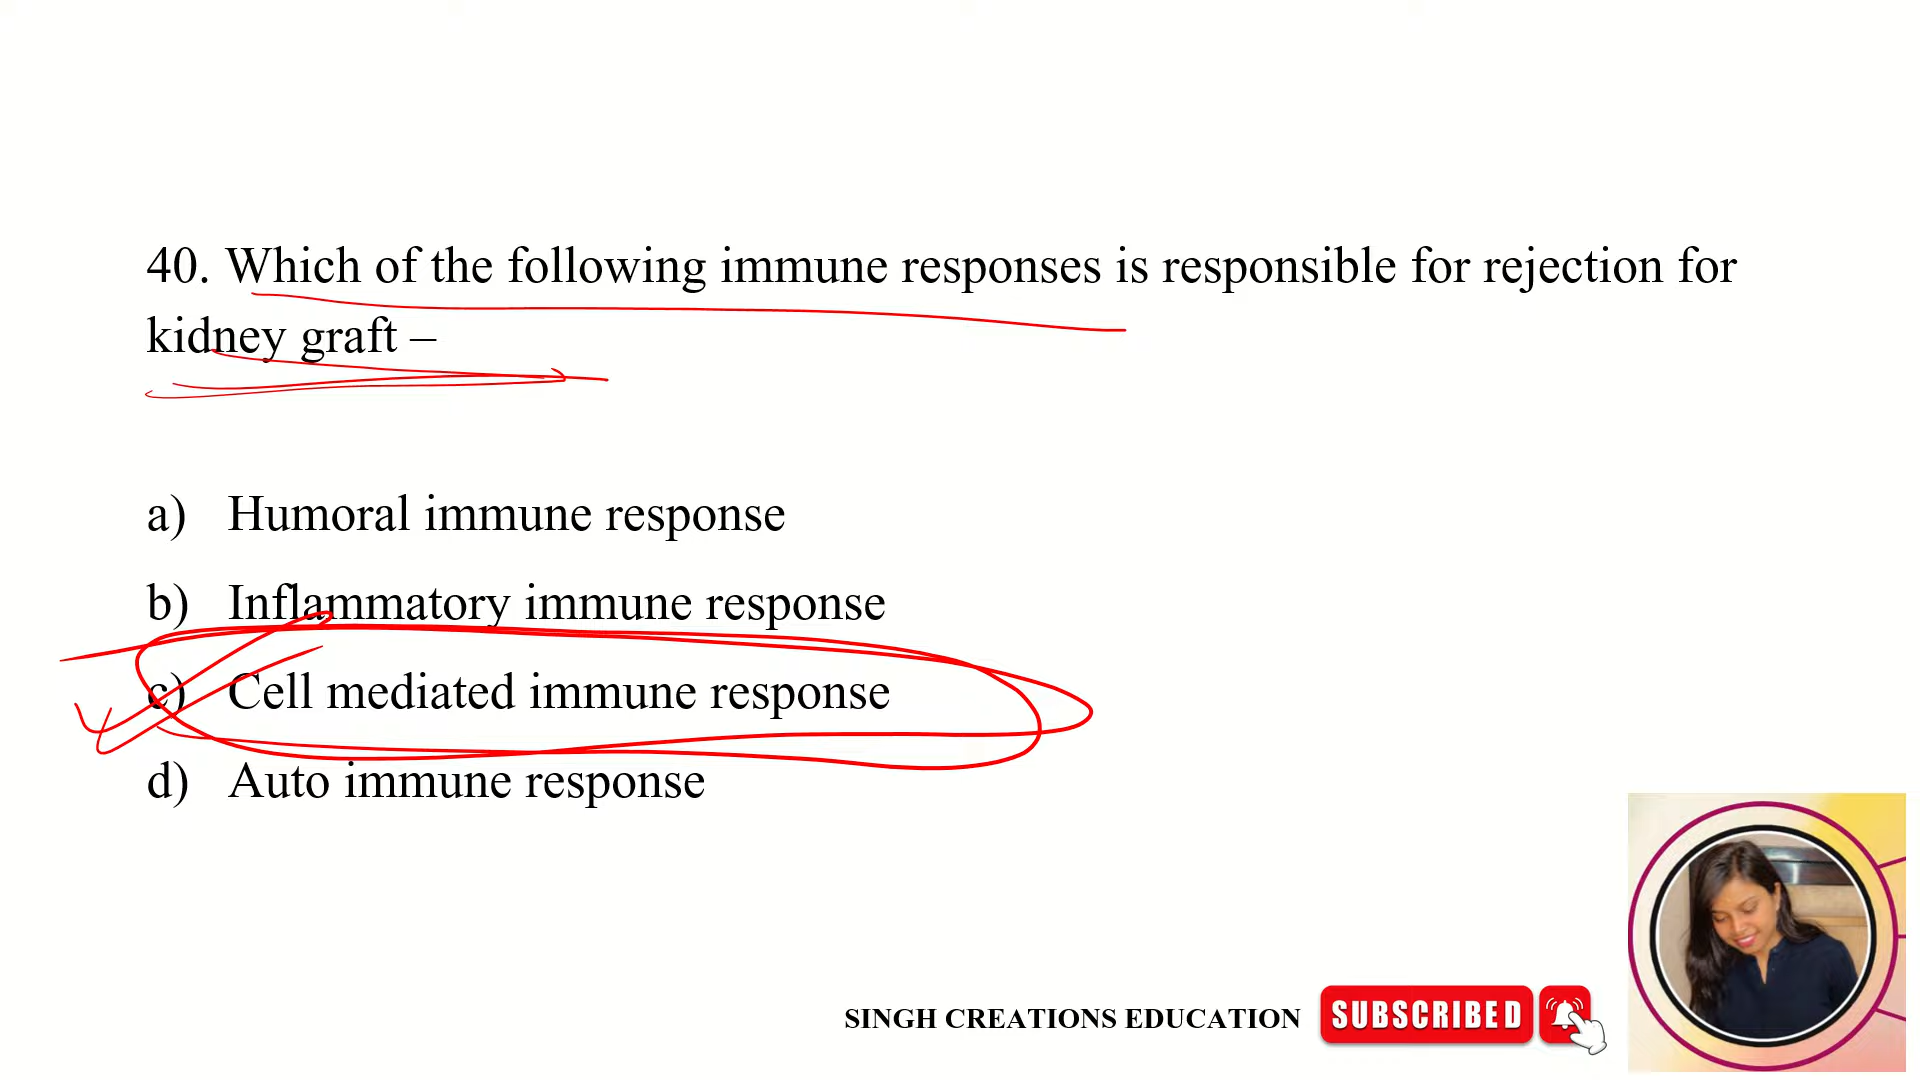 40. Which of the following immune responses is responsible for rejection for
kidney graft –
a) Humoral immune response
b) Inflammatory immune response
c) Cell mediated immune response
d) Auto immune response
SINGH CREATIONS EDUCATION SUBSCRIBED